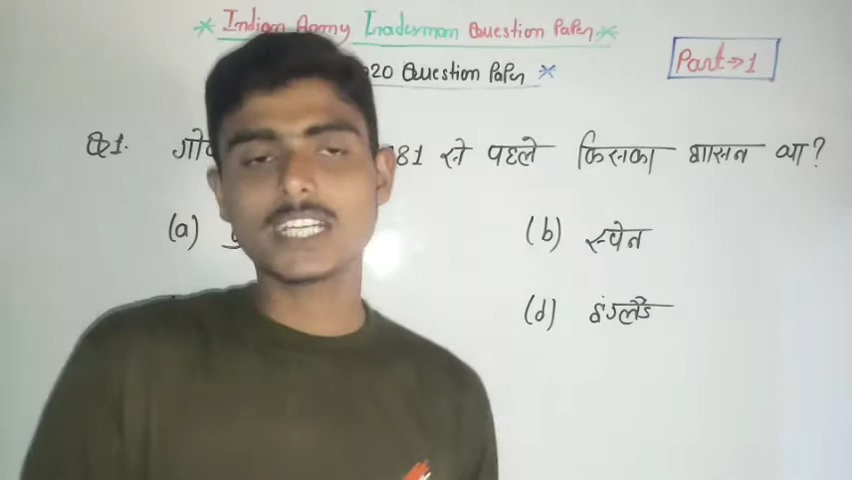 Indian Army Tradesman Question Paper
Part→1
20 Question Paper
Q1. गो 81 से पहले किसका शासन था?
(a)
(b) स्पेन
(d) इंग्लैंड